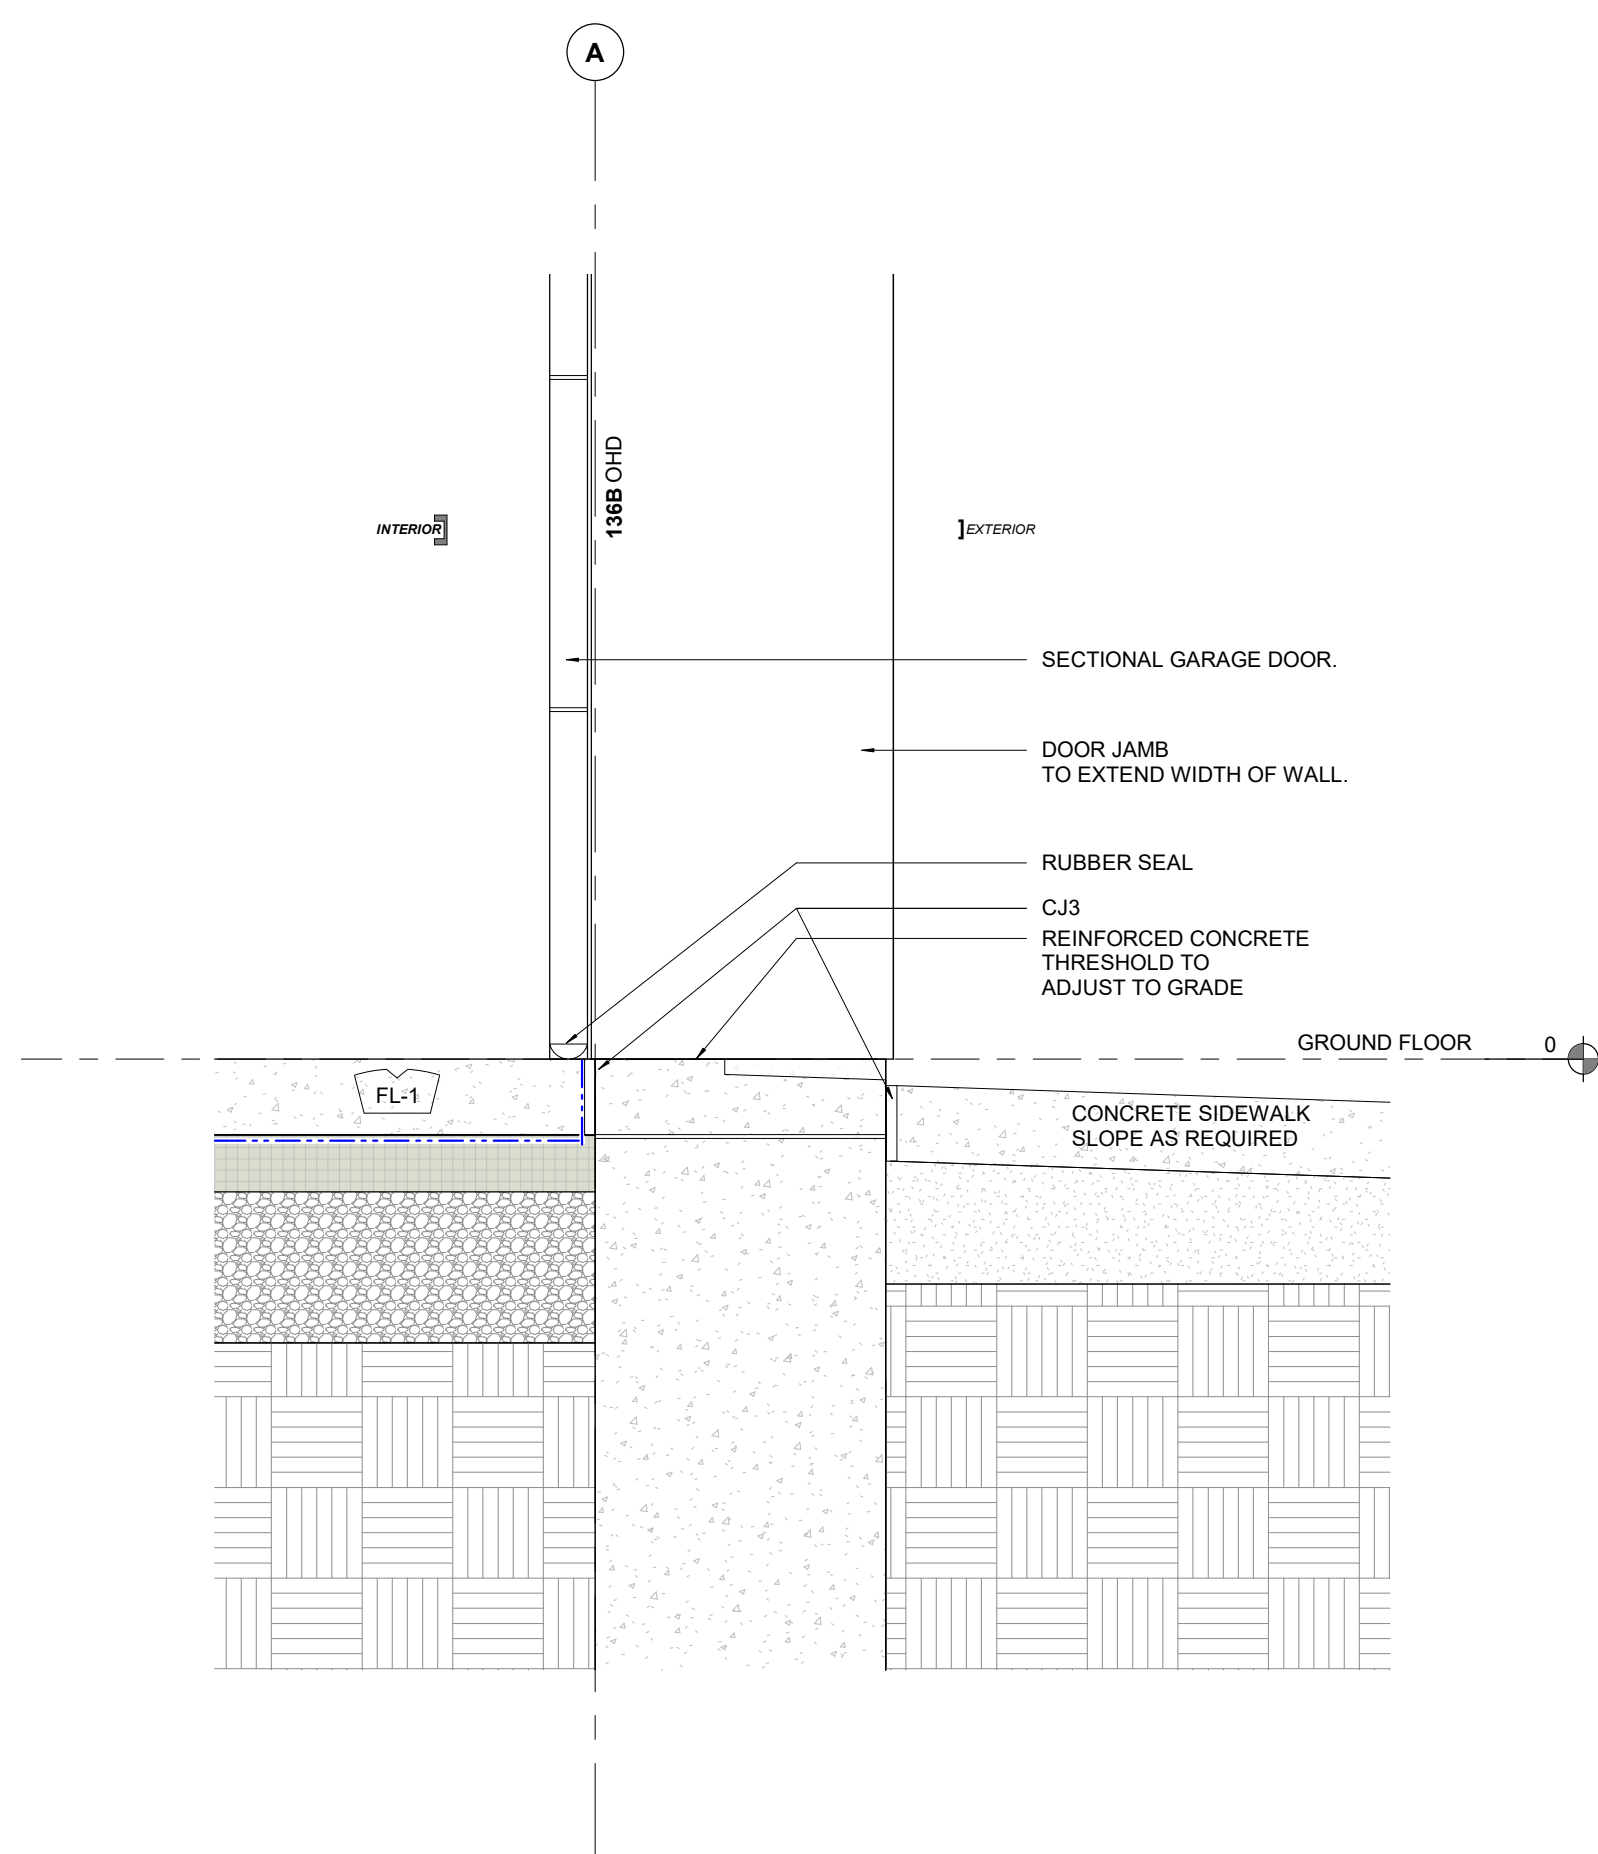 A
136B OHD
INTERIOR
EXTERIOR
SECTIONAL GARAGE DOOR.
DOOR JAMB
TO EXTEND WIDTH OF WALL.
RUBBER SEAL
CJ3
REINFORCED CONCRETE
THRESHOLD TO
ADJUST TO GRADE
GROUND FLOOR 0
FL-1
CONCRETE SIDEWALK
SLOPE AS REQUIRED